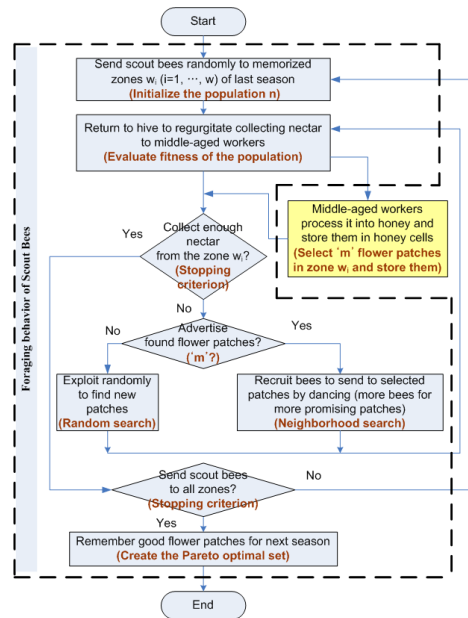 Start
Send scout bees randomly to memorized
zones wᵢ (i=1, ···, w) of last season
(Initialize the population n)
Return to hive to regurgitate collecting nectar
to middle-aged workers
(Evaluate fitness of the population)
Middle-aged workers
process it into honey and
store them in honey cells
(Select 'm' flower patches
in zone wᵢ and store them)
Collect enough
nectar
from the zone wᵢ?
(Stopping
criterion)
Yes
No
Advertise
found flower patches?
('m'?)
No
Yes
Exploit randomly
to find new
patches
(Random search)
Recruit bees to send to selected
patches by dancing (more bees for
more promising patches)
(Neighborhood search)
Send scout bees
to all zones?
(Stopping criterion)
No
Yes
Remember good flower patches for next season
(Create the Pareto optimal set)
End
Foraging behavior of Scout Bees